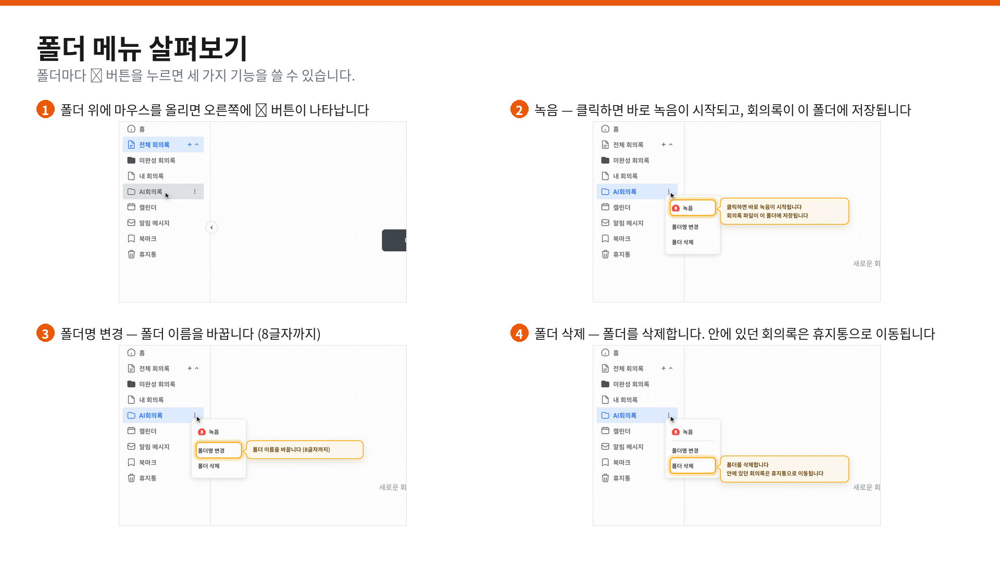 폴더 메뉴 살펴보기
폴더마다 버튼을 누르면 세 가지 기능을 쓸 수 있습니다.
1 폴더 위에 마우스를 올리면 오른쪽에 버튼이 나타납니다
홈
전체 회의록 +
미완성 회의록
내 회의록
AI회의록
캘린더
알림 메시지
북마크
휴지통
2 녹음 — 클릭하면 바로 녹음이 시작되고, 회의록이 이 폴더에 저장됩니다
홈
전체 회의록 +
미완성 회의록
내 회의록
AI회의록
캘린더
알림 메시지
북마크
휴지통
녹음
폴더명 변경
폴더 삭제
클릭하면 바로 녹음이 시작됩니다
회의록 파일이 이 폴더에 저장됩니다
새로운 회
3 폴더명 변경 — 폴더 이름을 바꿉니다 (8글자까지)
홈
전체 회의록 +
미완성 회의록
내 회의록
AI회의록
캘린더
알림 메시지
북마크
휴지통
녹음
폴더명 변경
폴더 삭제
폴더 이름을 바꿉니다 (8글자까지)
새로운 회
4 폴더 삭제 — 폴더를 삭제합니다. 안에 있던 회의록은 휴지통으로 이동됩니다
홈
전체 회의록 +
미완성 회의록
내 회의록
AI회의록
캘린더
알림 메시지
북마크
휴지통
녹음
폴더명 변경
폴더 삭제
폴더를 삭제합니다
안에 있던 회의록은 휴지통으로 이동됩니다
새로운 회